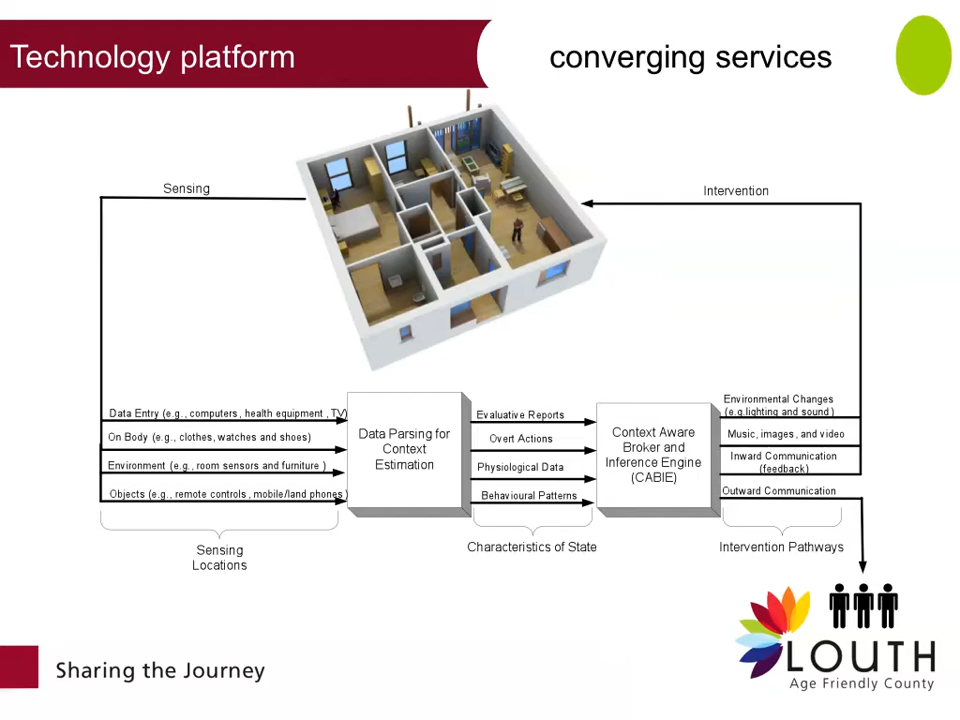 Technology platform
converging services
Sensing
Intervention
Data Entry (e.g., computers, health equipment, TV)
On Body (e.g., clothes, watches and shoes)
Environment (e.g., room sensors and furniture )
Objects (e.g., remote controls, mobile/land phones )
Sensing
Locations
Data Parsing for
Context
Estimation
Evaluative Reports
Overt Actions
Physiological Data
Behavioural Patterns
Characteristics of State
Context Aware
Broker and
Inference Engine
(CABIE)
Environmental Changes
(e.g.lighting and sound )
Music, images, and video
Inward Communication
(feedback)
Outward Communication
Intervention Pathways
LOUTH
Age Friendly County
Sharing the Journey